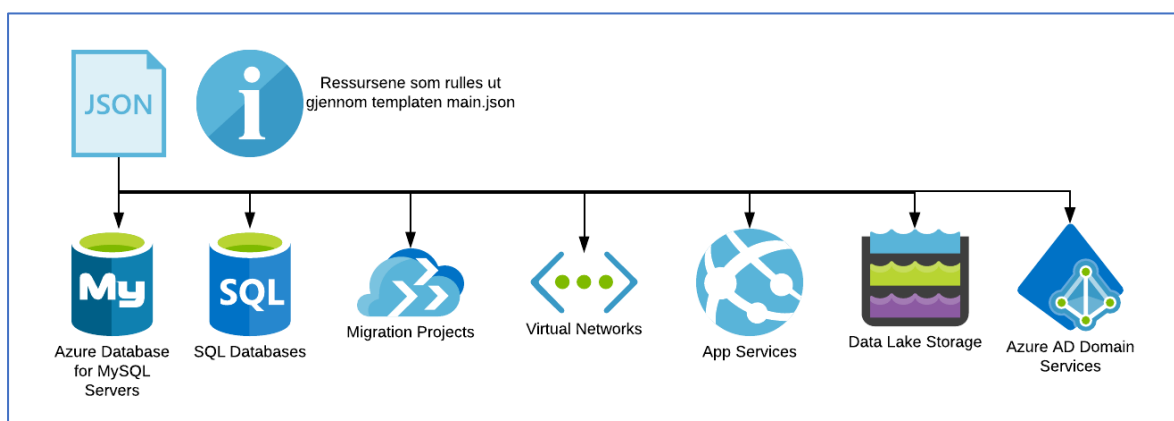 JSON
Ressursene som rulles ut
gjennom templaten main.json
My
SQL
Azure Database
for MySQL
Servers
SQL Databases
Migration Projects
Virtual Networks
App Services
Data Lake Storage
Azure AD Domain
Services